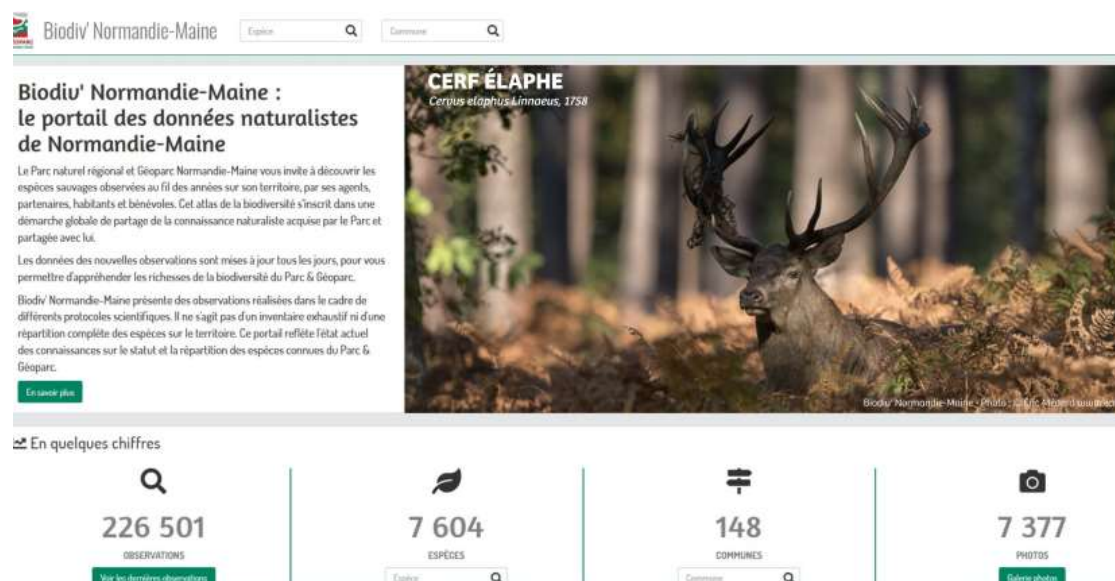 Biodiv' Normandie-Maine
Espèce
Commune
Biodiv' Normandie-Maine :
le portail des données naturalistes
de Normandie-Maine
Le Parc naturel régional et Géoparc Normandie-Maine vous invite à découvrir les
espèces sauvages observées au fil des années sur son territoire, par ses agents,
partenaires, habitants et bénévoles. Cet atlas de la biodiversité s'inscrit dans une
démarche globale de partage de la connaissance naturaliste acquise par le Parc et
partagée avec lui.
Les données des nouvelles observations sont mises à jour tous les jours, pour vous
permettre d'appréhender les richesses de la biodiversité du Parc & Géoparc.
Biodiv' Normandie-Maine présente des observations réalisées dans le cadre de
différents protocoles scientifiques. Il ne s'agit pas d'un inventaire exhaustif ni d'une
répartition complète des espèces sur le territoire. Ce portail reflète l'état actuel
des connaissances sur le statut et la répartition des espèces connues du Parc &
Géoparc.
En savoir plus
CERF ÉLAPHE
Cervus elaphus Linnaeus, 1758
Biodiv' Normandie-Maine - Photo : © Éric Médard
En quelques chiffres
226 501
OBSERVATIONS
Voir les dernières observations
7 604
ESPÈCES
Espèce
148
COMMUNES
Commune
7 377
PHOTOS
Galerie photos